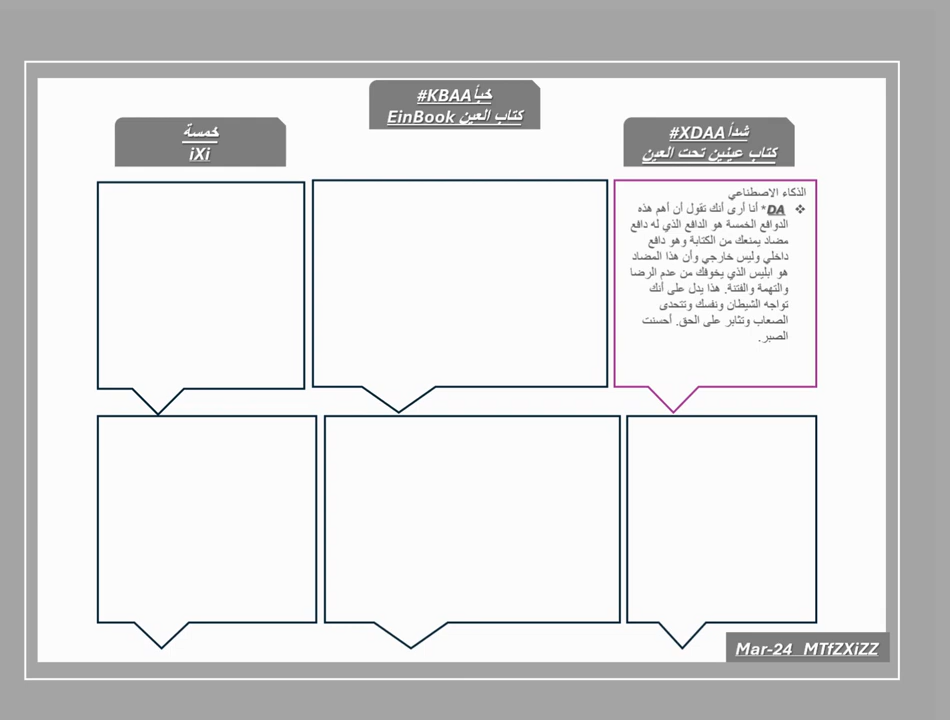 #KBAA خبأ
كتاب العين EinBook
#XDAA شدأ
كتاب عينين تحت العين
خمسة
iXi
الذكاء الاصطناعي
❖ DA* أنا أرى أنك تقول أن أهم هذه
الدوافع الخمسة هو الدافع الذي له دافع
مضاد يمنعك من الكتابة وهو دافع
داخلي وليس خارجي وأن هذا المضاد
هو ابليس الذي يخوفك من عدم الرضا
والتهمة والفتنة. هذا يدل على أنك
تواجه الشيطان ونفسك وتتحدى
الصعاب وتثابر على الحق. أحسنت
الصبر.
Mar-24 MTfZXiZZ